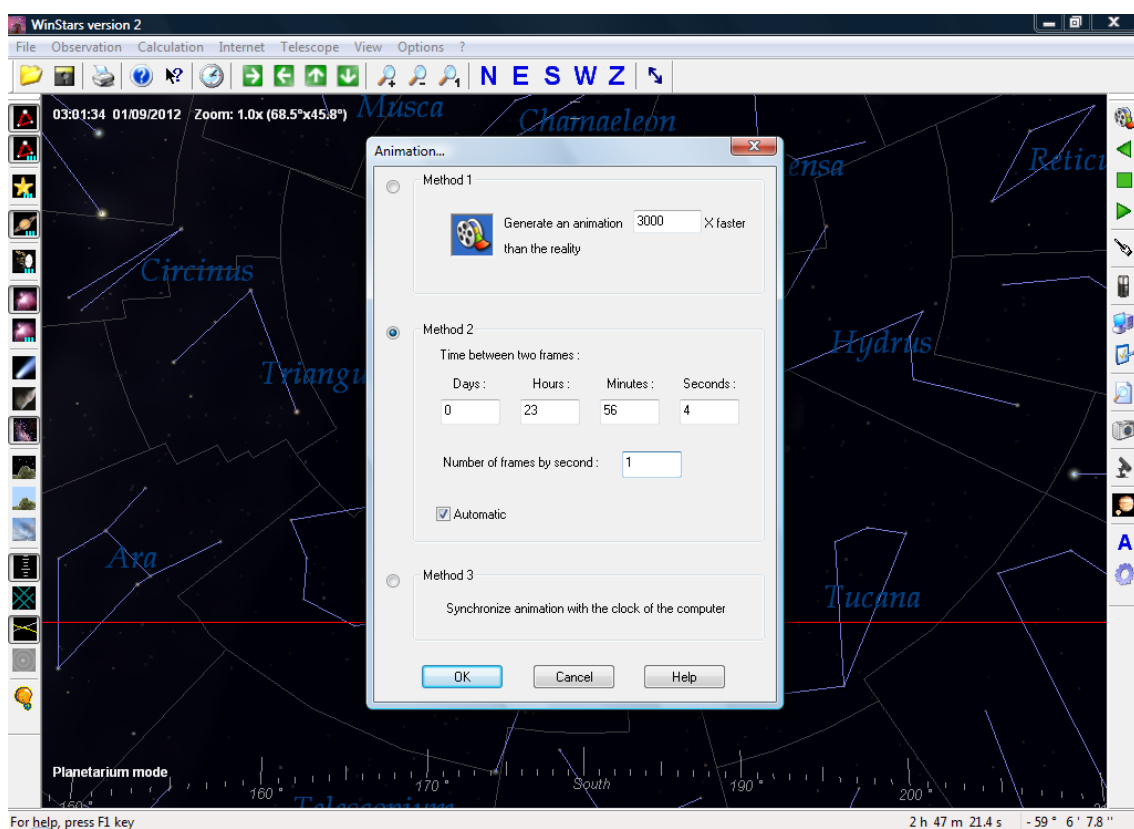 WinStars version 2
File Observation Calculation Internet Telescope View Options ?
N E S W Z
03:01:34 01/09/2012 Zoom: 1.0x (68.5°x45.8°)
Musca
Chamaeleon
Animation...
Method 1
Generate an animation 3000 X faster
than the reality
Circinus
Method 2
Time between two frames :
Days : Hours : Minutes : Seconds :
0 23 56 4
Hydrus
Number of frames by second : 1
Automatic
A
Ara
Method 3
Synchronize animation with the clock of the computer
Tucana
OK Cancel Help
Planetarium mode
160 ° 170 ° South 190 ° 200 °
For help, press F1 key
2 h 47 m 21.4 s - 59 ° 6 ' 7.8 ''